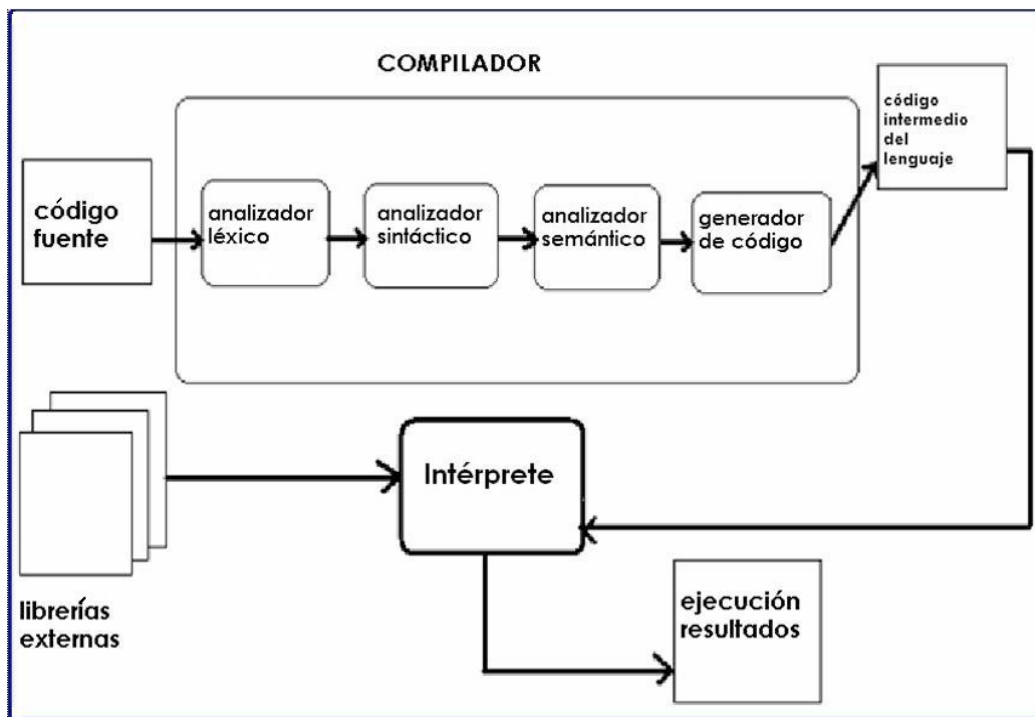 COMPILADOR
código
intermedio
del
lenguaje
código
fuente
analizador
léxico
analizador
sintáctico
analizador
semántico
generador
de código
Intérprete
librerías
externas
ejecución
resultados